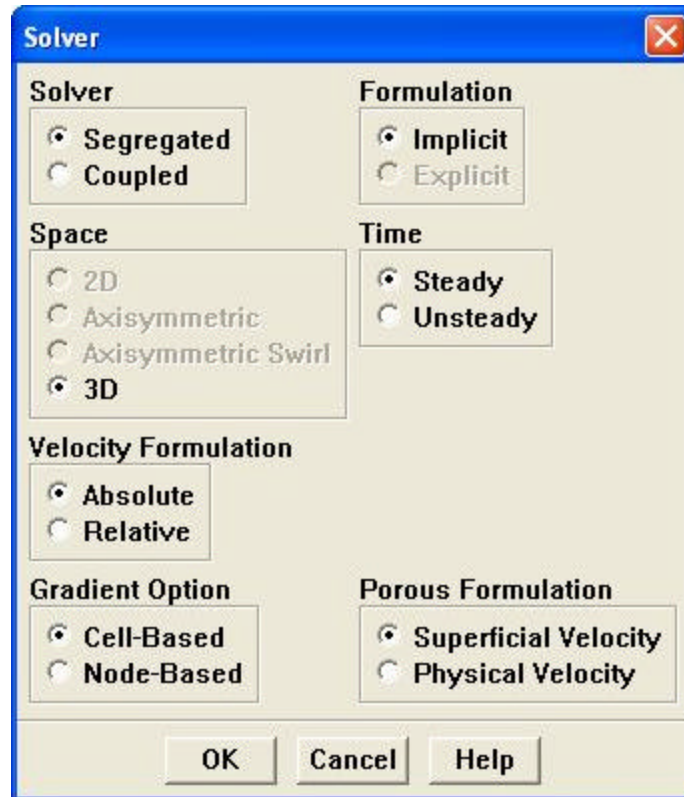 Solver
Solver
Segregated
Coupled
Formulation
Implicit
Explicit
Space
2D
Axisymmetric
Axisymmetric Swirl
3D
Time
Steady
Unsteady
Velocity Formulation
Absolute
Relative
Gradient Option
Cell-Based
Node-Based
Porous Formulation
Superficial Velocity
Physical Velocity
OK Cancel Help